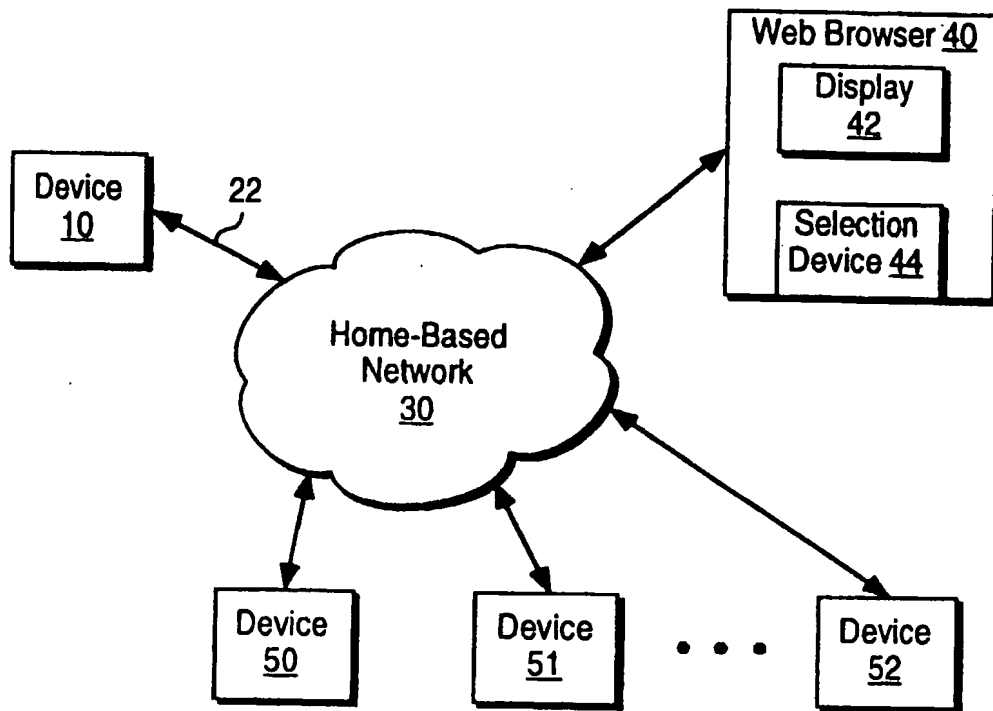 Web Browser 40
Display
42
Selection
Device 44
Device
10
22
Home-Based
Network
30
Device
50
Device
51
Device
52